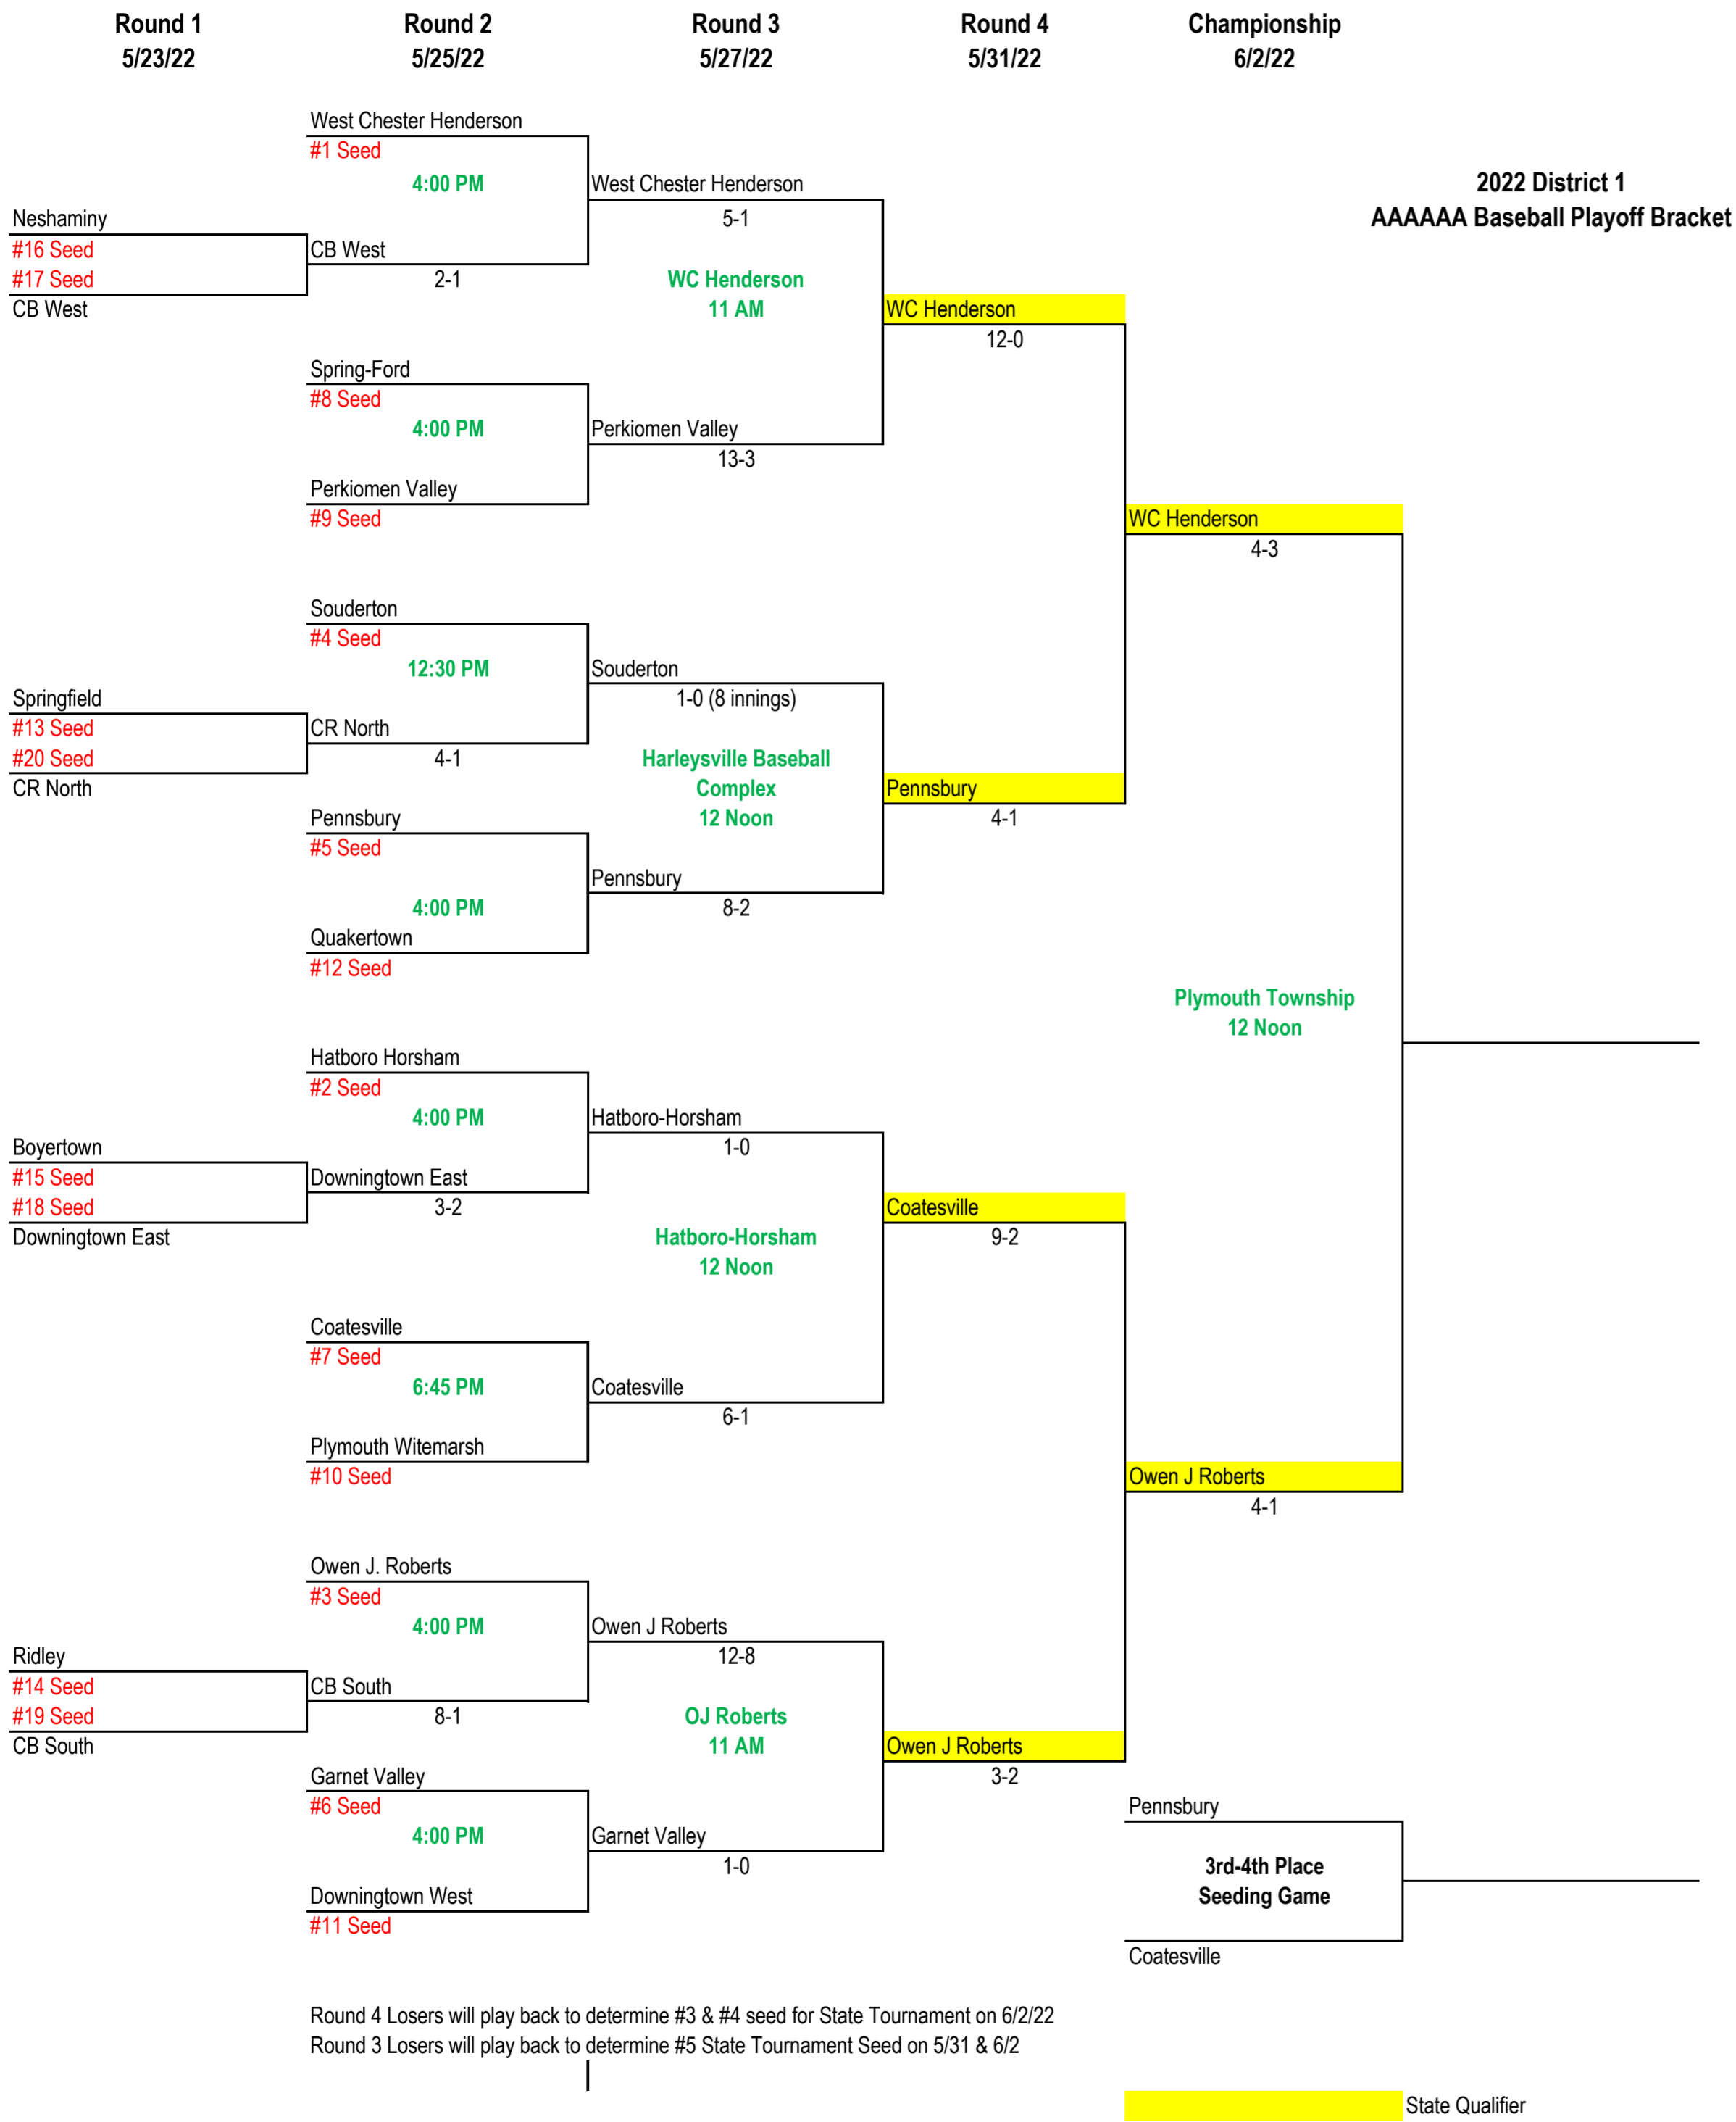 Round 1 Round 2 Round 3 Round 4 Championship
5/23/22 5/25/22 5/27/22 5/31/22 6/2/22
2022 District 1
AAAAAA Baseball Playoff Bracket
Neshaminy
#16 Seed
#17 Seed
CB West
Springfield
#13 Seed
#20 Seed
CR North
Boyertown
#15 Seed
#18 Seed
Downingtown East
Ridley
#14 Seed
#19 Seed
CB South
West Chester Henderson
#1 Seed
4:00 PM
CB West
2-1
Spring-Ford
#8 Seed
4:00 PM
Perkiomen Valley
#9 Seed
Souderton
#4 Seed
12:30 PM
CR North
4-1
Pennsbury
#5 Seed
4:00 PM
Quakertown
#12 Seed
Hatboro Horsham
#2 Seed
4:00 PM
Downingtown East
3-2
Coatesville
#7 Seed
6:45 PM
Plymouth Witemarsh
#10 Seed
Owen J. Roberts
#3 Seed
4:00 PM
CB South
8-1
Garnet Valley
#6 Seed
4:00 PM
Downingtown West
#11 Seed
West Chester Henderson
5-1
WC Henderson
11 AM
Perkiomen Valley
13-3
Souderton
1-0 (8 innings)
Harleysville Baseball
Complex
12 Noon
Pennsbury
8-2
Hatboro-Horsham
1-0
Hatboro-Horsham
12 Noon
Coatesville
6-1
Owen J Roberts
12-8
OJ Roberts
11 AM
Garnet Valley
1-0
WC Henderson
12-0
Pennsbury
4-1
Coatesville
9-2
Owen J Roberts
3-2
WC Henderson
4-3
Plymouth Township
12 Noon
Owen J Roberts
4-1
Pennsbury
3rd-4th Place
Seeding Game
Coatesville
Round 4 Losers will play back to determine #3 & #4 seed for State Tournament on 6/2/22
Round 3 Losers will play back to determine #5 State Tournament Seed on 5/31 & 6/2
State Qualifier